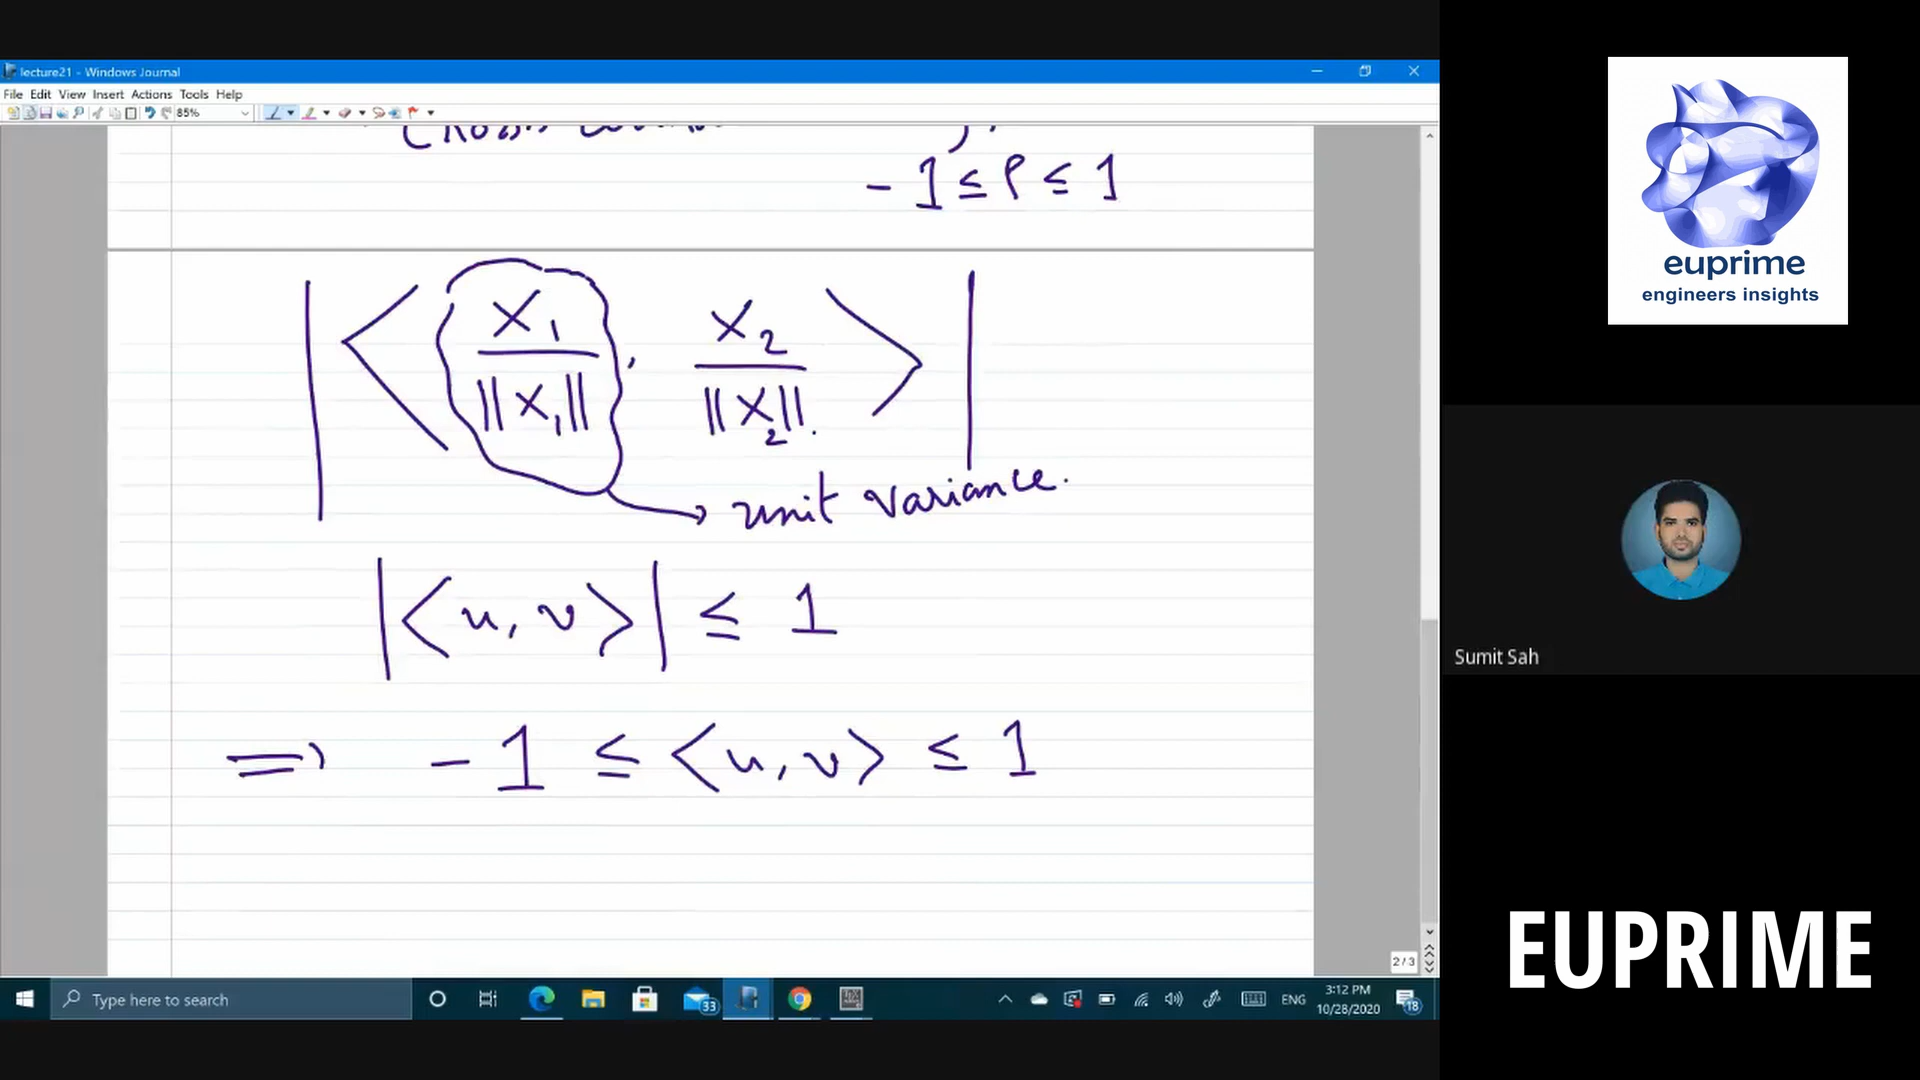 lecture21 - Windows Journal
File Edit View Insert Actions Tools Help
85%
- 1 ≤ ρ ≤ 1
| < X₁ / ||X₁|| , X₂ / ||X₂|| > |
unit variance.
|< u, v >| ≤ 1
⇒ - 1 ≤ < u, v > ≤ 1
2 / 3
Type here to search
33
ENG
3:12 PM
10/28/2020
18
euprime
engineers insights
Sumit Sah
EUPRIME